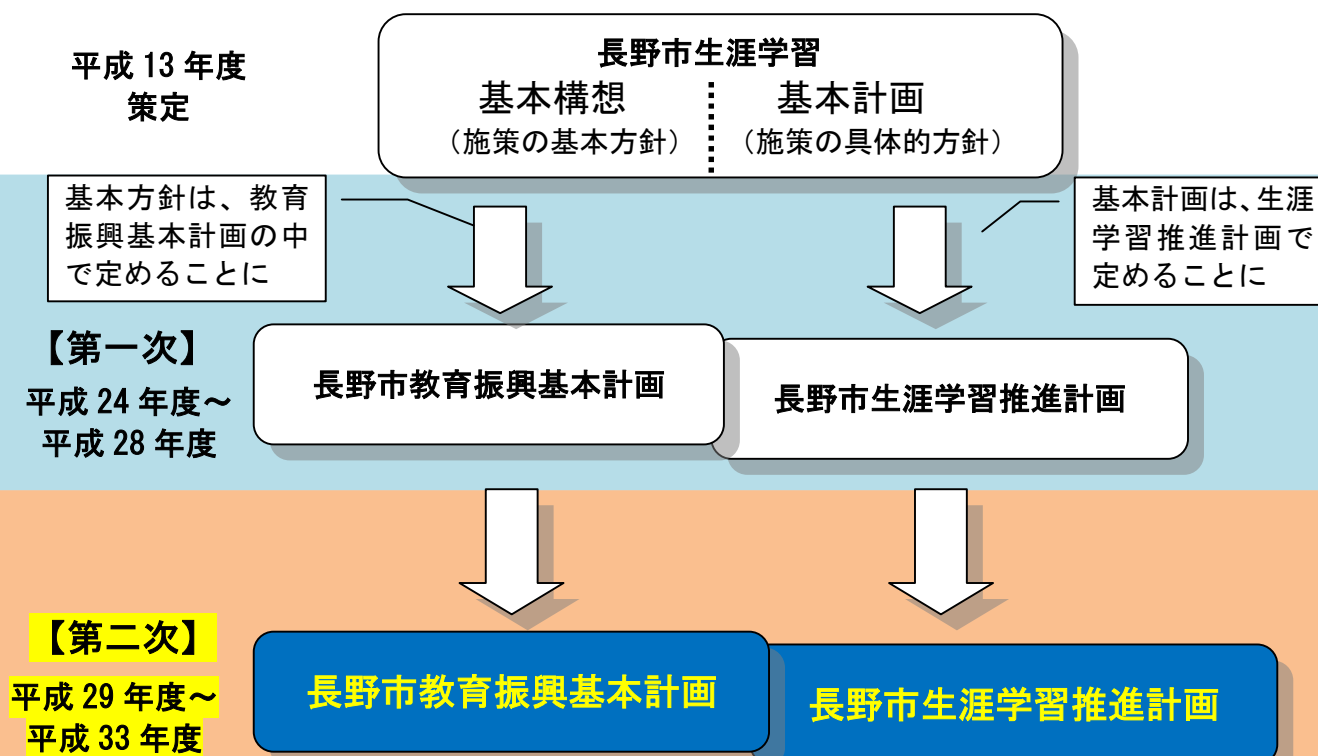 平成 13 年度
策定
長野市生涯学習
基本構想
(施策の基本方針)
基本計画
(施策の具体的方針)
基本方針は、教育
振興基本計画の中
で定めることに
基本計画は、生涯
学習推進計画で
定めることに
【第一次】
平成 24 年度～
平成 28 年度
長野市教育振興基本計画
長野市生涯学習推進計画
【第二次】
平成 29 年度～
平成 33 年度
長野市教育振興基本計画
長野市生涯学習推進計画